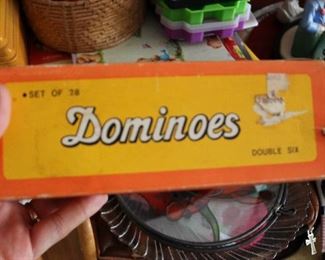 SET OF 28
Dominoes
DOUBLE SIX